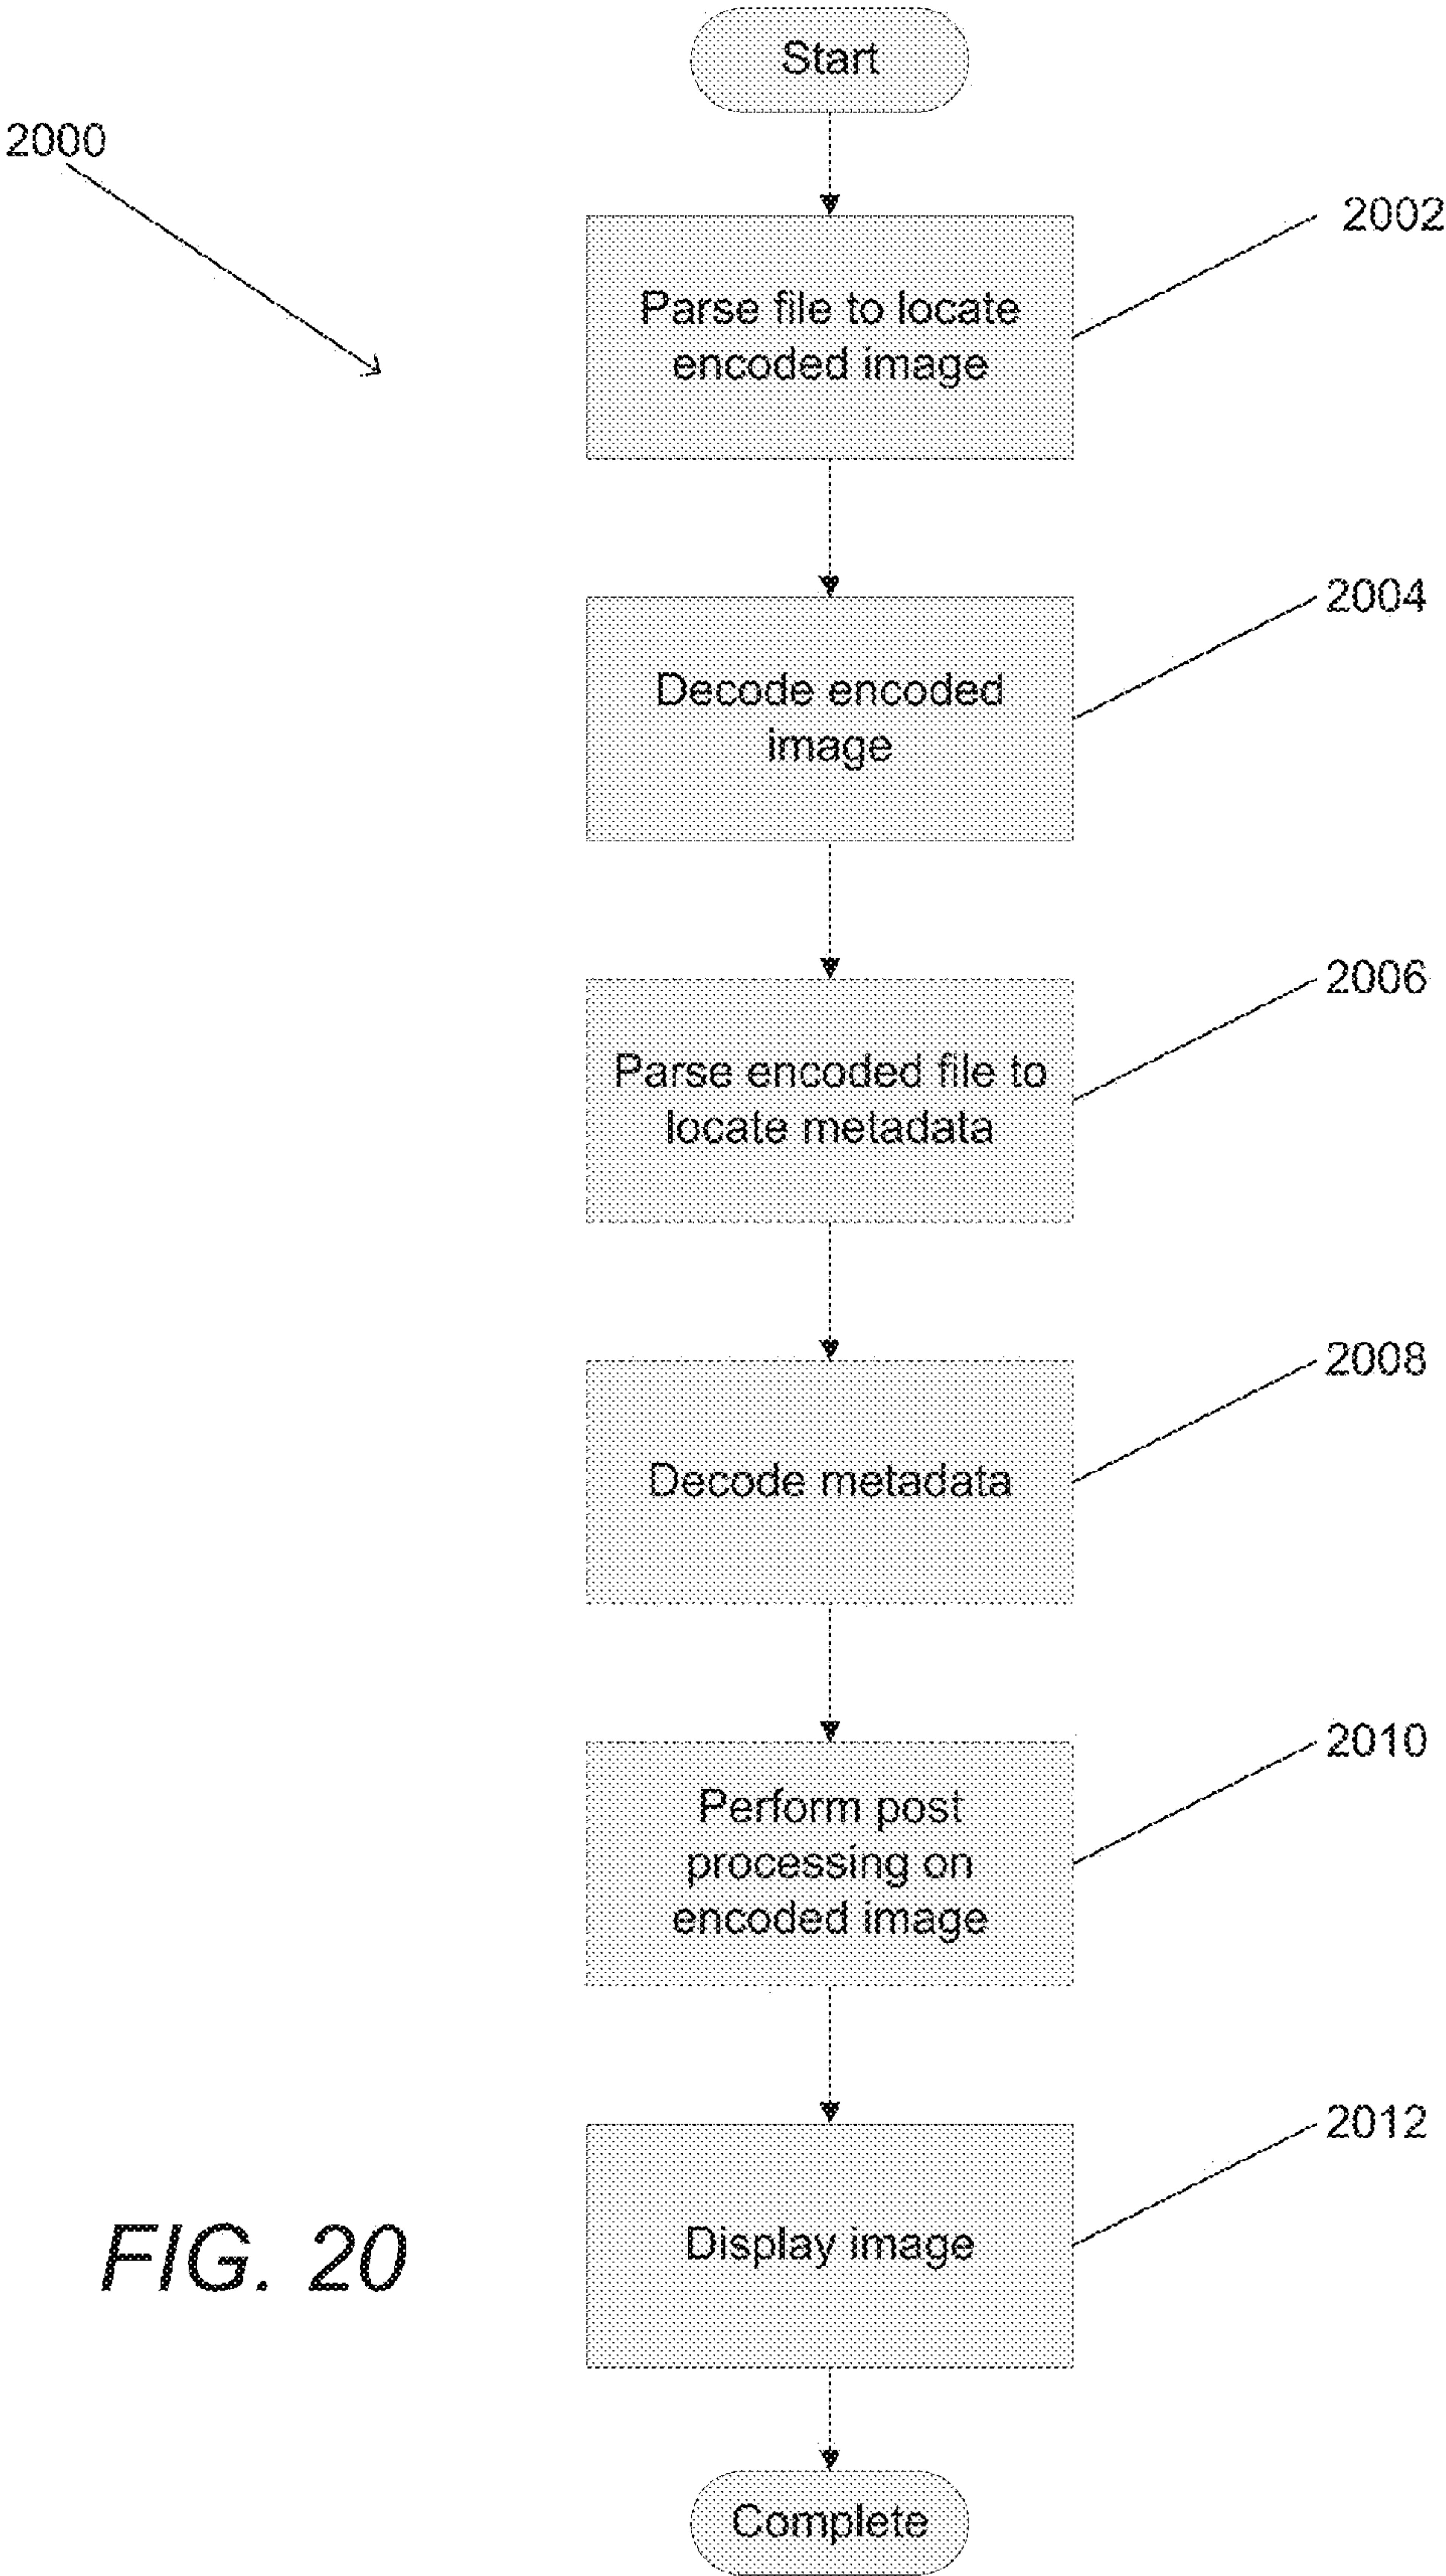 Start
2000
2002
Parse file to locate
encoded image
2004
Decode encoded
image
2006
Parse encoded file to
locate metadata
2008
Decode metadata
2010
Perform post
processing on
encoded image
2012
Display image
FIG. 20
Complete